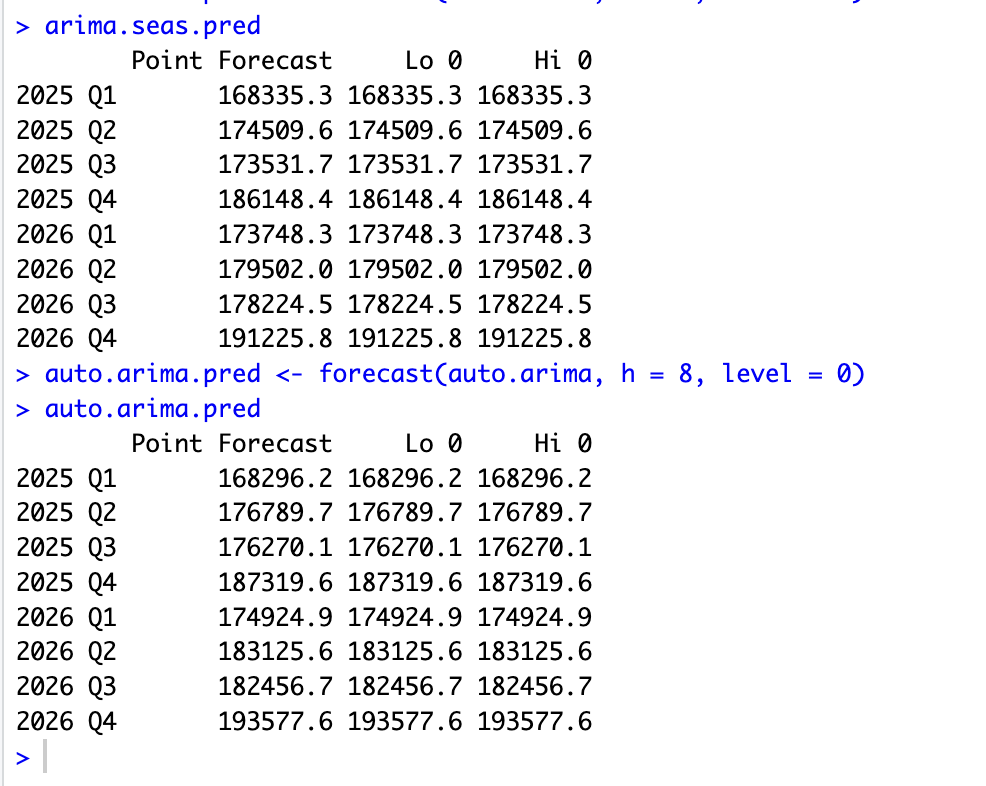 > arima.seas.pred
        Point Forecast     Lo 0     Hi 0
2025 Q1       168335.3 168335.3 168335.3
2025 Q2       174509.6 174509.6 174509.6
2025 Q3       173531.7 173531.7 173531.7
2025 Q4       186148.4 186148.4 186148.4
2026 Q1       173748.3 173748.3 173748.3
2026 Q2       179502.0 179502.0 179502.0
2026 Q3       178224.5 178224.5 178224.5
2026 Q4       191225.8 191225.8 191225.8
> auto.arima.pred <- forecast(auto.arima, h = 8, level = 0)
> auto.arima.pred
        Point Forecast     Lo 0     Hi 0
2025 Q1       168296.2 168296.2 168296.2
2025 Q2       176789.7 176789.7 176789.7
2025 Q3       176270.1 176270.1 176270.1
2025 Q4       187319.6 187319.6 187319.6
2026 Q1       174924.9 174924.9 174924.9
2026 Q2       183125.6 183125.6 183125.6
2026 Q3       182456.7 182456.7 182456.7
2026 Q4       193577.6 193577.6 193577.6
>